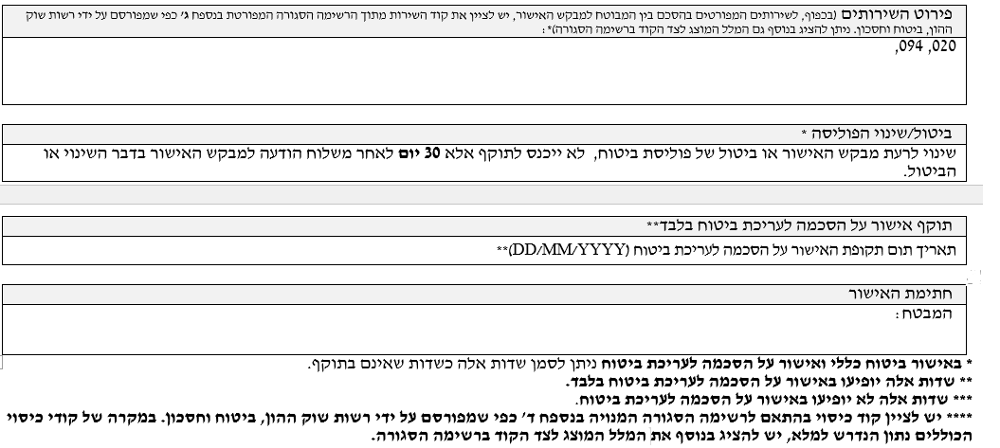 פירוט השירותים (בכפוף, לשירותים המפורטים בהסכם בין המבוטח למבקש האישור, יש לציין את קוד השירות מתוך הרשימה הסגורה המפורטת בנספח ג' כפי שמפורסם על ידי רשות שוק
ההון, ביטוח וחסכון. ניתן להציג בנוסף גם המלל המוצג לצד הקוד ברשימה הסגורה)*:
020, 094,
ביטול/שינוי הפוליסה *
שינוי לרעת מבקש האישור או ביטול של פוליסת ביטוח, לא ייכנס לתוקף אלא 30 יום לאחר משלוח הודעה למבקש האישור בדבר השינוי או
הביטול.
תוקף אישור על הסכמה לעריכת ביטוח בלבד**
תאריך תום תקופת האישור על הסכמה לעריכת ביטוח (DD/MM/YYYY)**
חתימת האישור
המבטח:
* באישור ביטוח כללי ואישור על הסכמה לעריכת ביטוח ניתן לסמן שדות אלה כשדות שאינם בתוקף.
** שדות אלה יופיעו באישור על הסכמה לעריכת ביטוח בלבד.
*** שדות אלה לא יופיעו באישור על הסכמה לעריכת ביטוח.
**** יש לציין קוד כיסוי בהתאם לרשימה הסגורה המנויה בנספח ד' כפי שמפורסם על ידי רשות שוק ההון, ביטוח וחסכון. במקרה של קודי כיסוי
הכוללים נתון הנדרש למלא, יש להציג בנוסף את המלל המוצג לצד הקוד ברשימה הסגורה.